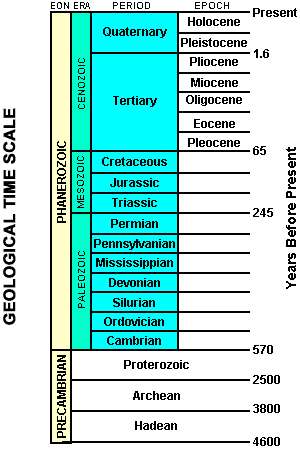 EON ERA PERIOD EPOCH
GEOLOGICAL TIME SCALE
PHANEROZOIC
PRECAMBRIAN
CENOZOIC
MESOZOIC
PALEOZOIC
Quaternary
Tertiary
Cretaceous
Jurassic
Triassic
Permian
Pennsylvanian
Mississippian
Devonian
Silurian
Ordovician
Cambrian
Proterozoic
Archean
Hadean
Holocene
Pleistocene
Pliocene
Miocene
Oligocene
Eocene
Pleocene
Present
1.6
65
245
570
2500
3800
4600
Years Before Present